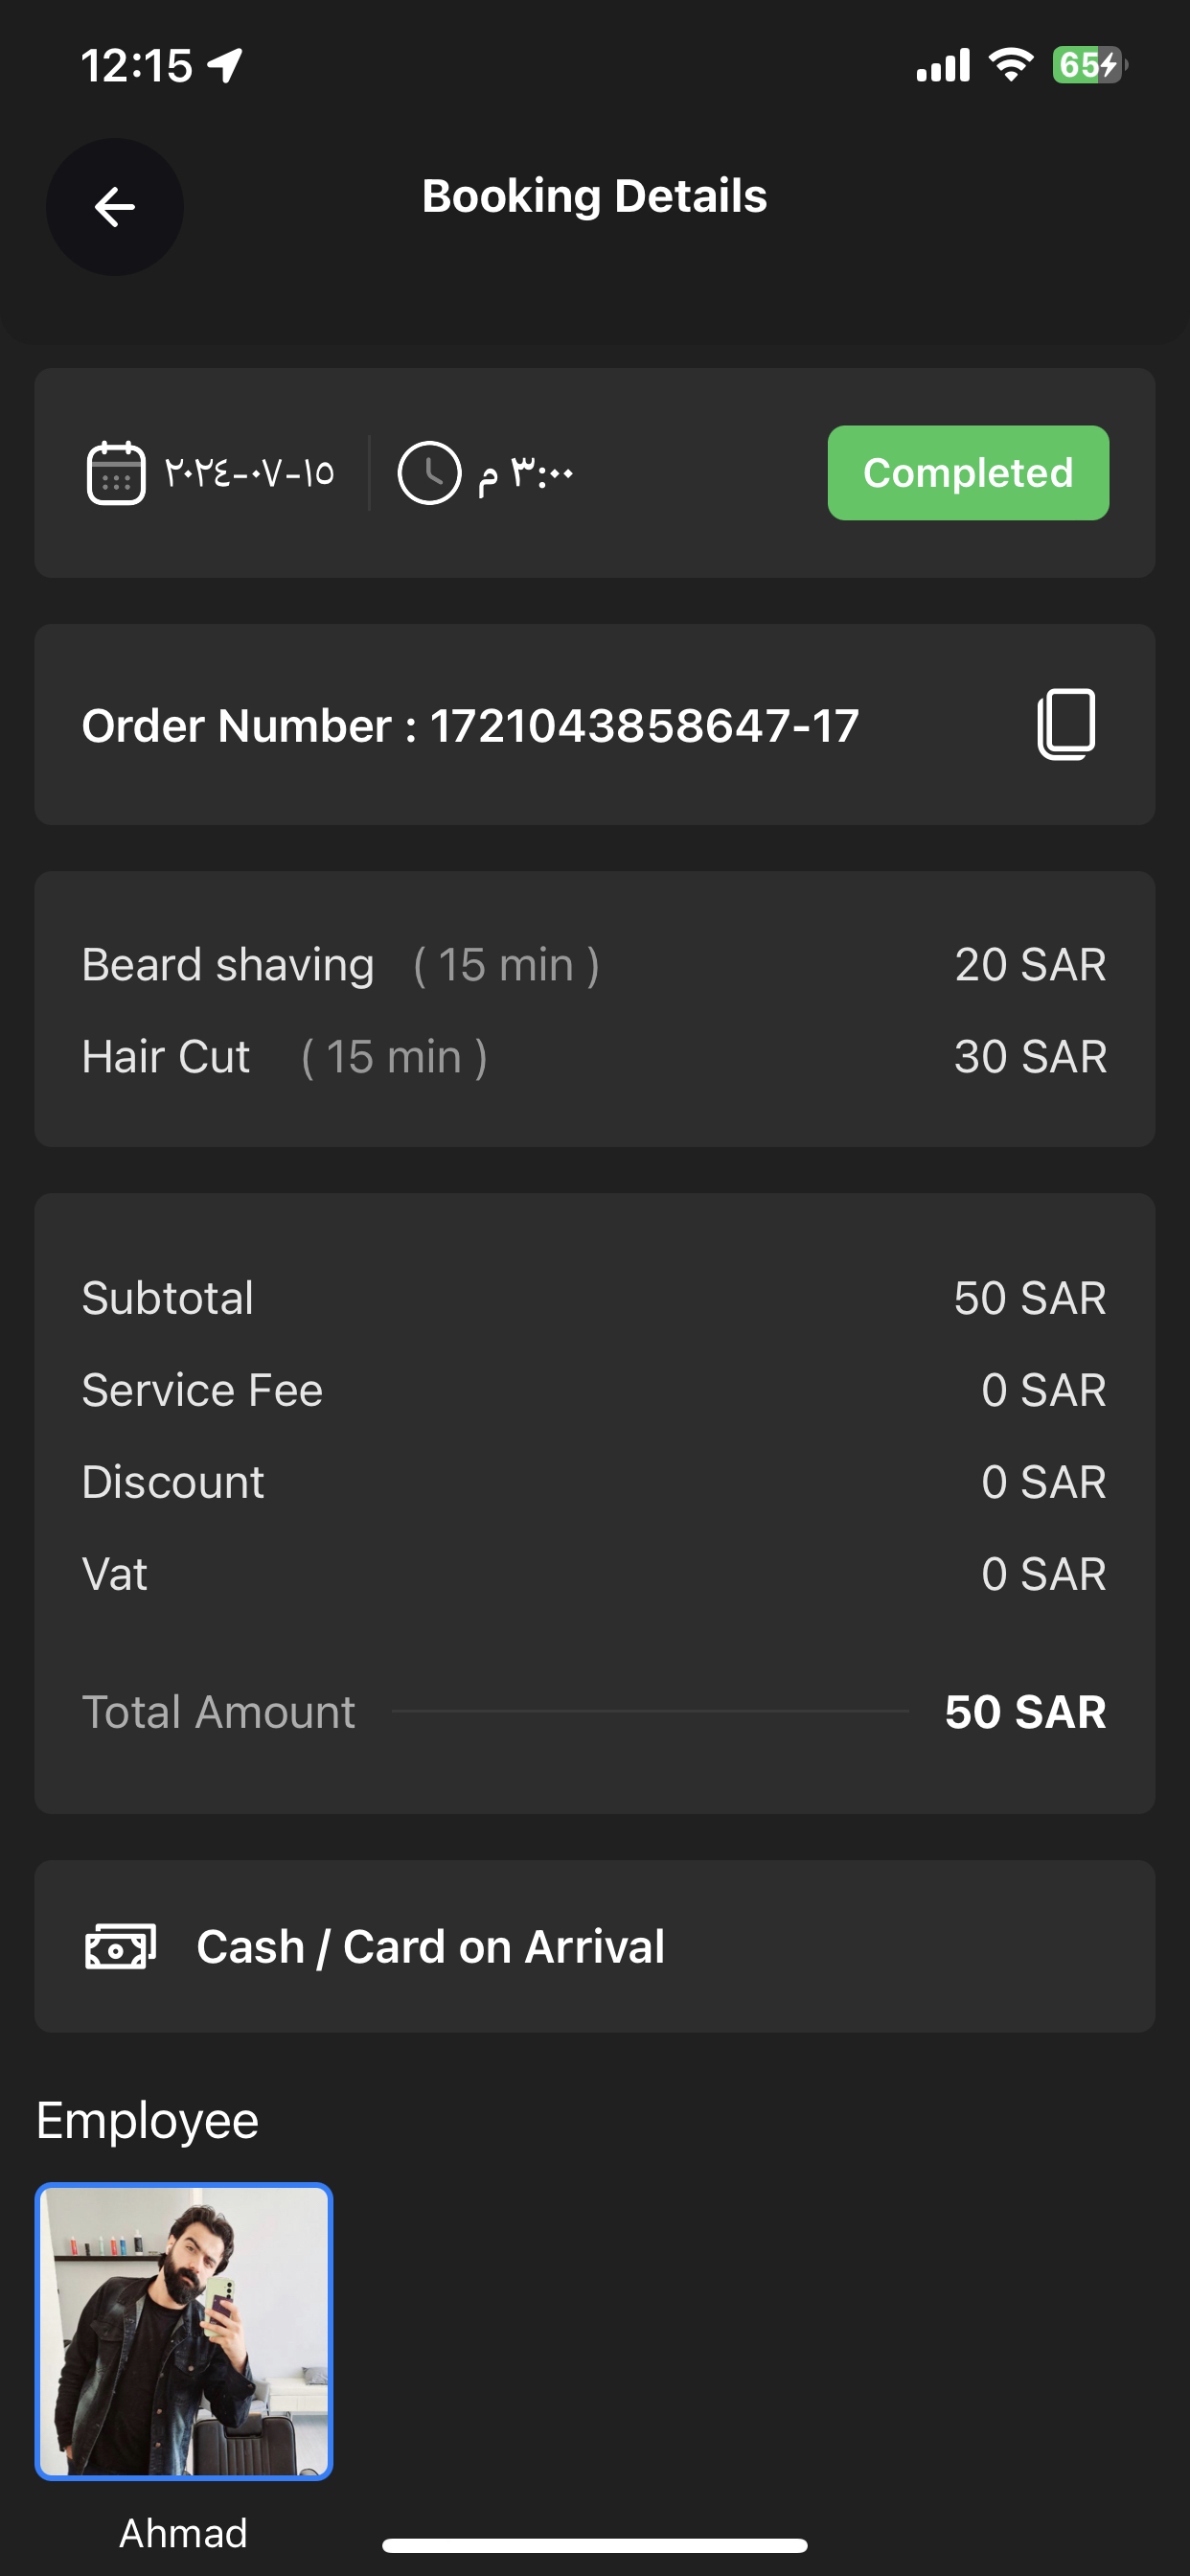 12:15
65
Booking Details
٢٠٢٤-٠٧-١٥
٣:٠٠ م
Completed
Order Number : 1721043858647-17
Beard shaving ( 15 min ) 20 SAR
Hair Cut ( 15 min ) 30 SAR
Subtotal 50 SAR
Service Fee 0 SAR
Discount 0 SAR
Vat 0 SAR
Total Amount 50 SAR
Cash / Card on Arrival
Employee
Ahmad